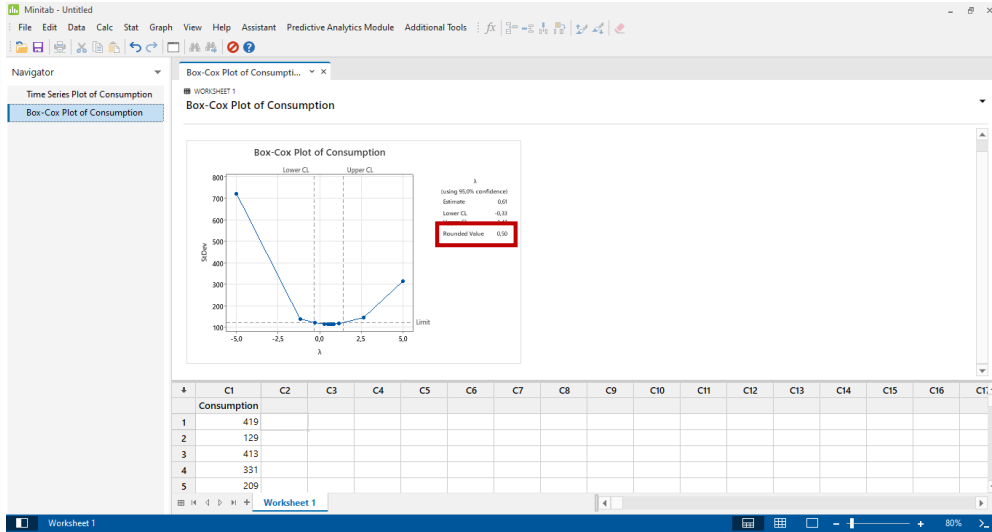 Minitab - Untitled
File Edit Data Calc Stat Graph View Help Assistant Predictive Analytics Module Additional Tools
Navigator
Time Series Plot of Consumption
Box-Cox Plot of Consumption
Box-Cox Plot of Consumpti...
WORKSHEET 1
Box-Cox Plot of Consumption
Box-Cox Plot of Consumption
Lower CL Upper CL
800
700
600
500
400
300
200
100
StDev
-5,0 -2,5 0,0 2,5 5,0
λ
Limit
λ
(using 95,0% confidence)
Estimate 0,61
Lower CL -0,33
Rounded Value 0,50
C1 C2 C3 C4 C5 C6 C7 C8 C9 C10 C11 C12 C13 C14 C15 C16 C17
Consumption
1 419
2 129
3 413
4 331
5 209
Worksheet 1
Worksheet 1 80%